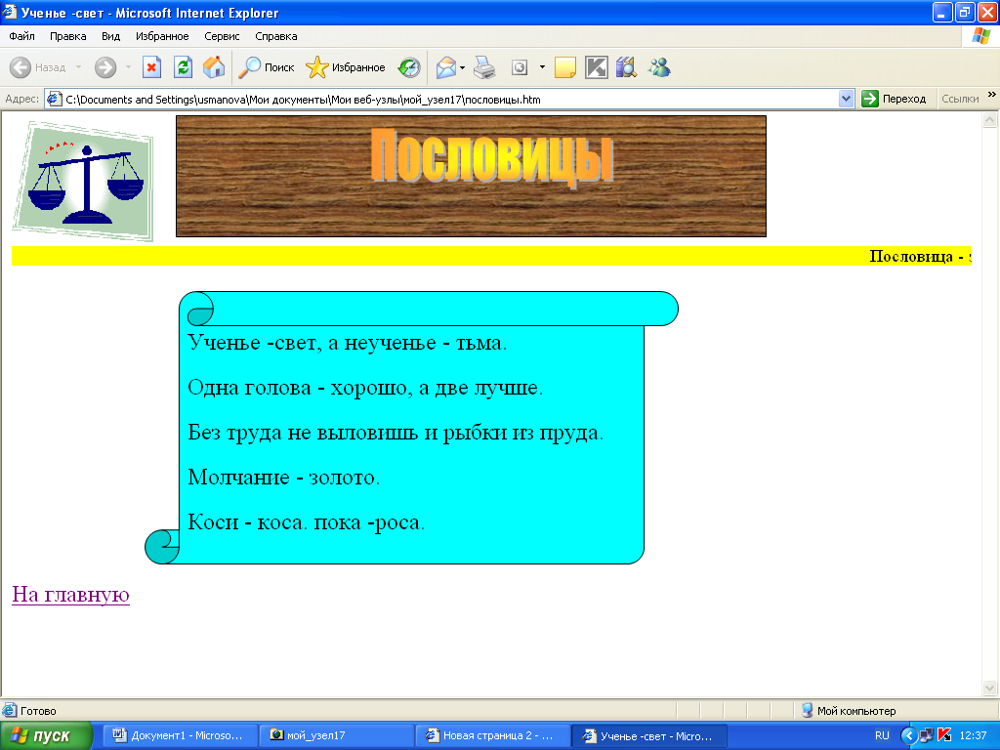 Ученье -свет - Microsoft Internet Explorer
Файл Правка Вид Избранное Сервис Справка
Назад Поиск Избранное
Адрес: C:\Documents and Settings\usmanova\Мои документы\Мои веб-узлы\мой_узел17\пословицы.htm Переход Ссылки »
Пословицы
Пословица -
Ученье -свет, а неученье - тьма.
Одна голова - хорошо, а две лучше.
Без труда не выловишь и рыбки из пруда.
Молчание - золото.
Коси - коса. пока -роса.
На главную
Готово Мой компьютер
пуск Документ1 - Microso... мой_узел17 Новая страница 2 - ... Ученье -свет - Micro... RU 12:37